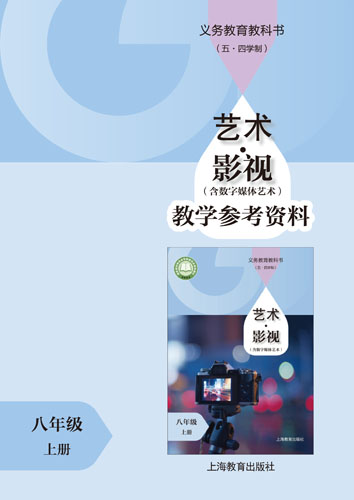 义务教育教科书
（五·四学制）
艺术
·
影视
（含数字媒体艺术）
教学参考资料
义务教育教科书
（五·四学制）
艺术
·
影视
（含数字媒体艺术）
八年级
上册
上海教育出版社
八年级
上册
上海教育出版社